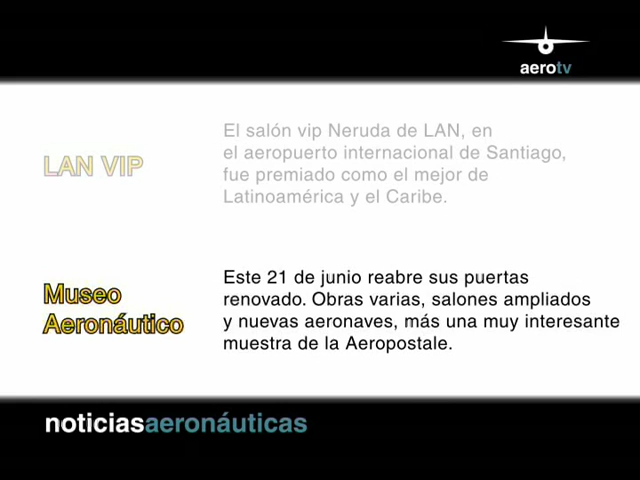 aerotv
LAN VIP
El salón vip Neruda de LAN, en
el aeropuerto internacional de Santiago,
fue premiado como el mejor de
Latinoamérica y el Caribe.
Museo
Aeronáutico
Este 21 de junio reabre sus puertas
renovado. Obras varias, salones ampliados
y nuevas aeronaves, más una muy interesante
muestra de la Aeropostale.
noticiasaeronáuticas